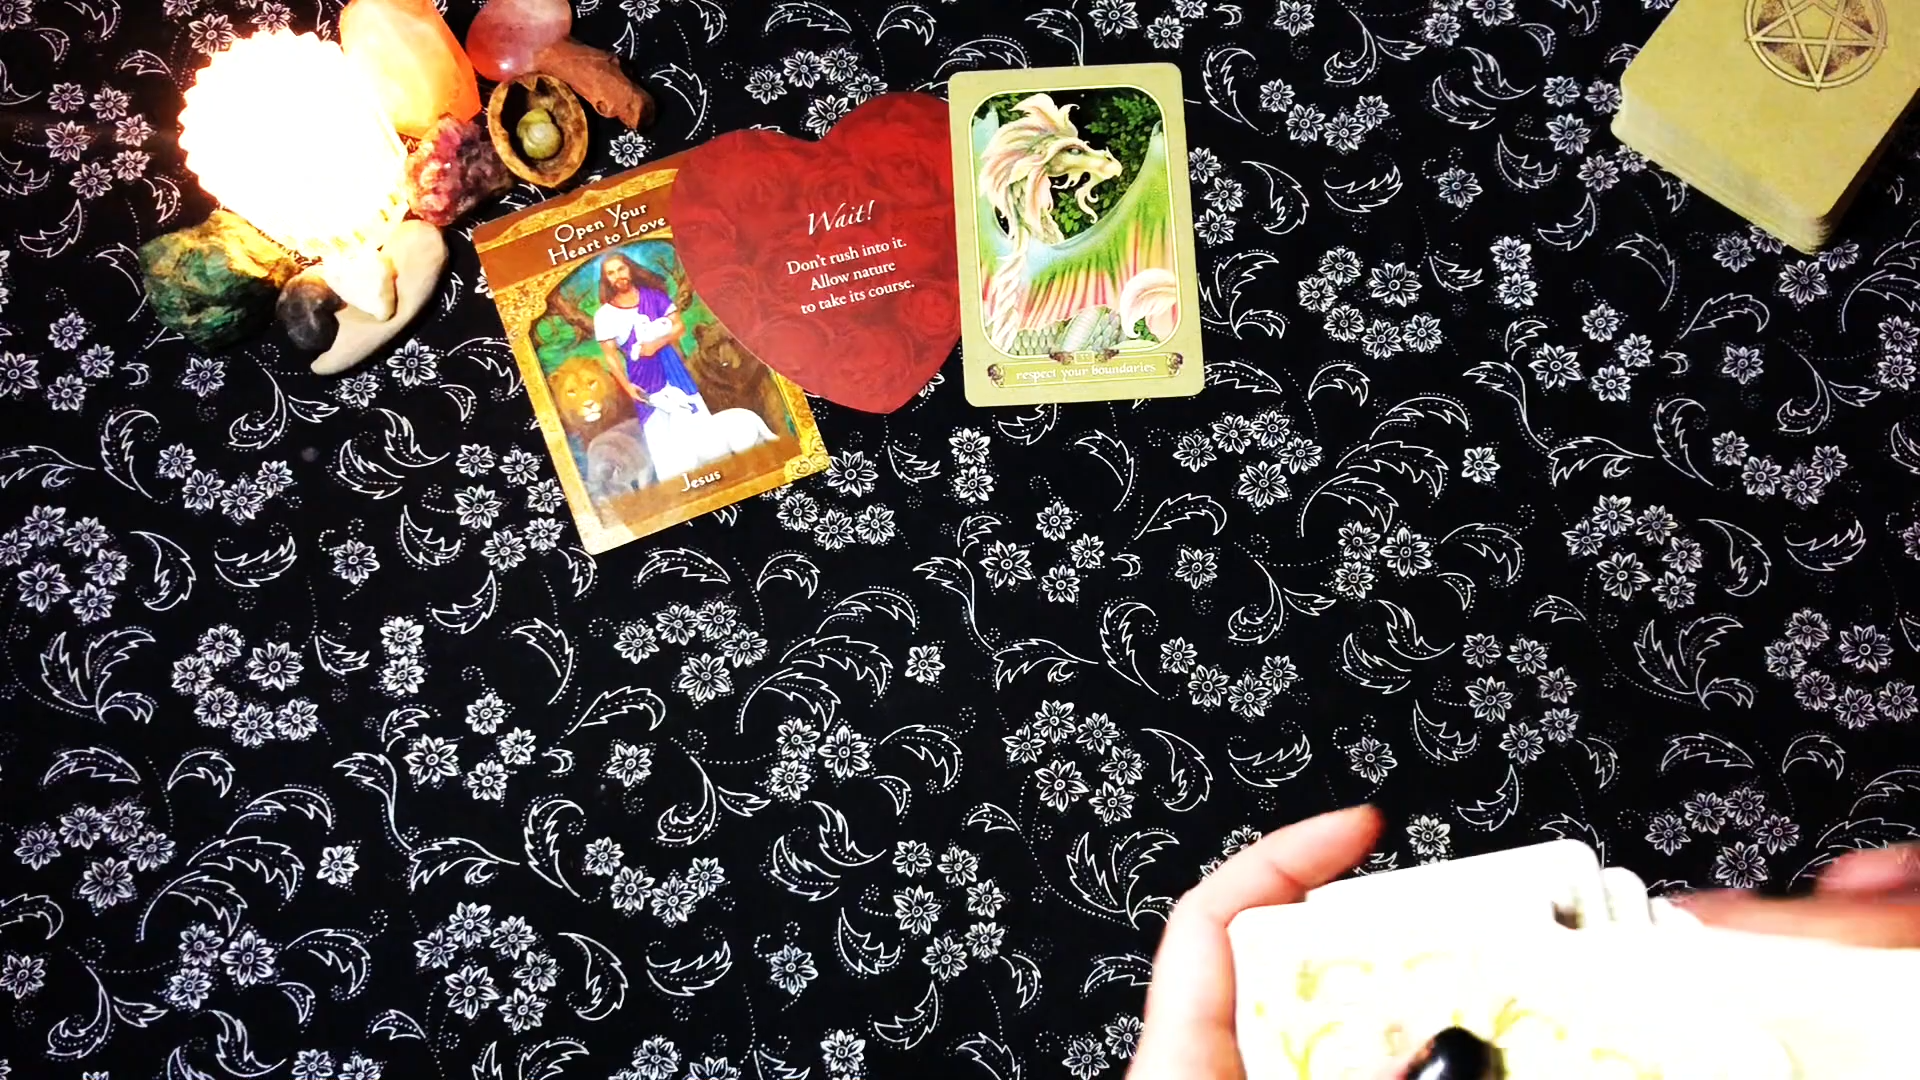 Open Your
Heart to Love
Jesus
Wait!
Don't rush into it.
Allow nature
to take its course.
respect your boundaries